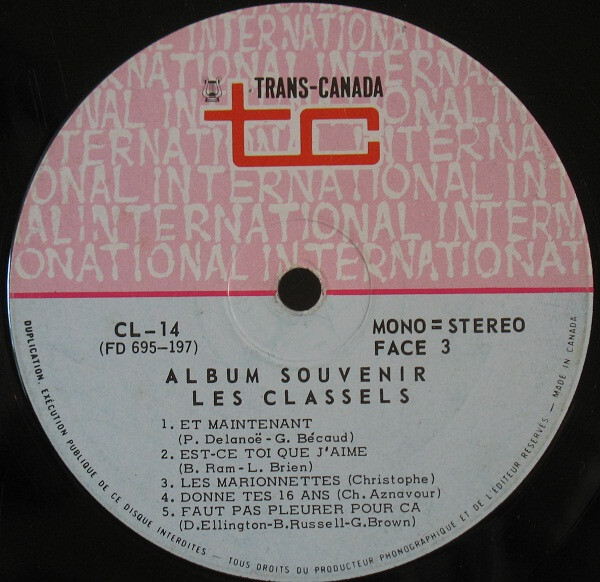 INTERNATIONAL INTERNATIONAL
TRANS-CANADA
tc
CL-14
(FD 695-197)
MONO = STEREO
FACE 3
ALBUM SOUVENIR
LES CLASSELS
1. ET MAINTENANT
(P. Delanoë-G. Bécaud)
2. EST-CE TOI QUE J'AIME
(B. Ram-L. Brien)
3. LES MARIONNETTES (Christophe)
4. DONNE TES 16 ANS (Ch. Aznavour)
5. FAUT PAS PLEURER POUR CA
(D.Ellington-B.Russell-G.Brown)
DUPLICATION, EXÉCUTION PUBLIQUE DE CE DISQUE INTERDITES – TOUS DROITS DU PRODUCTEUR PHONOGRAPHIQUE ET DE L'ÉDITEUR RESERVÉS – MADE IN CANADA